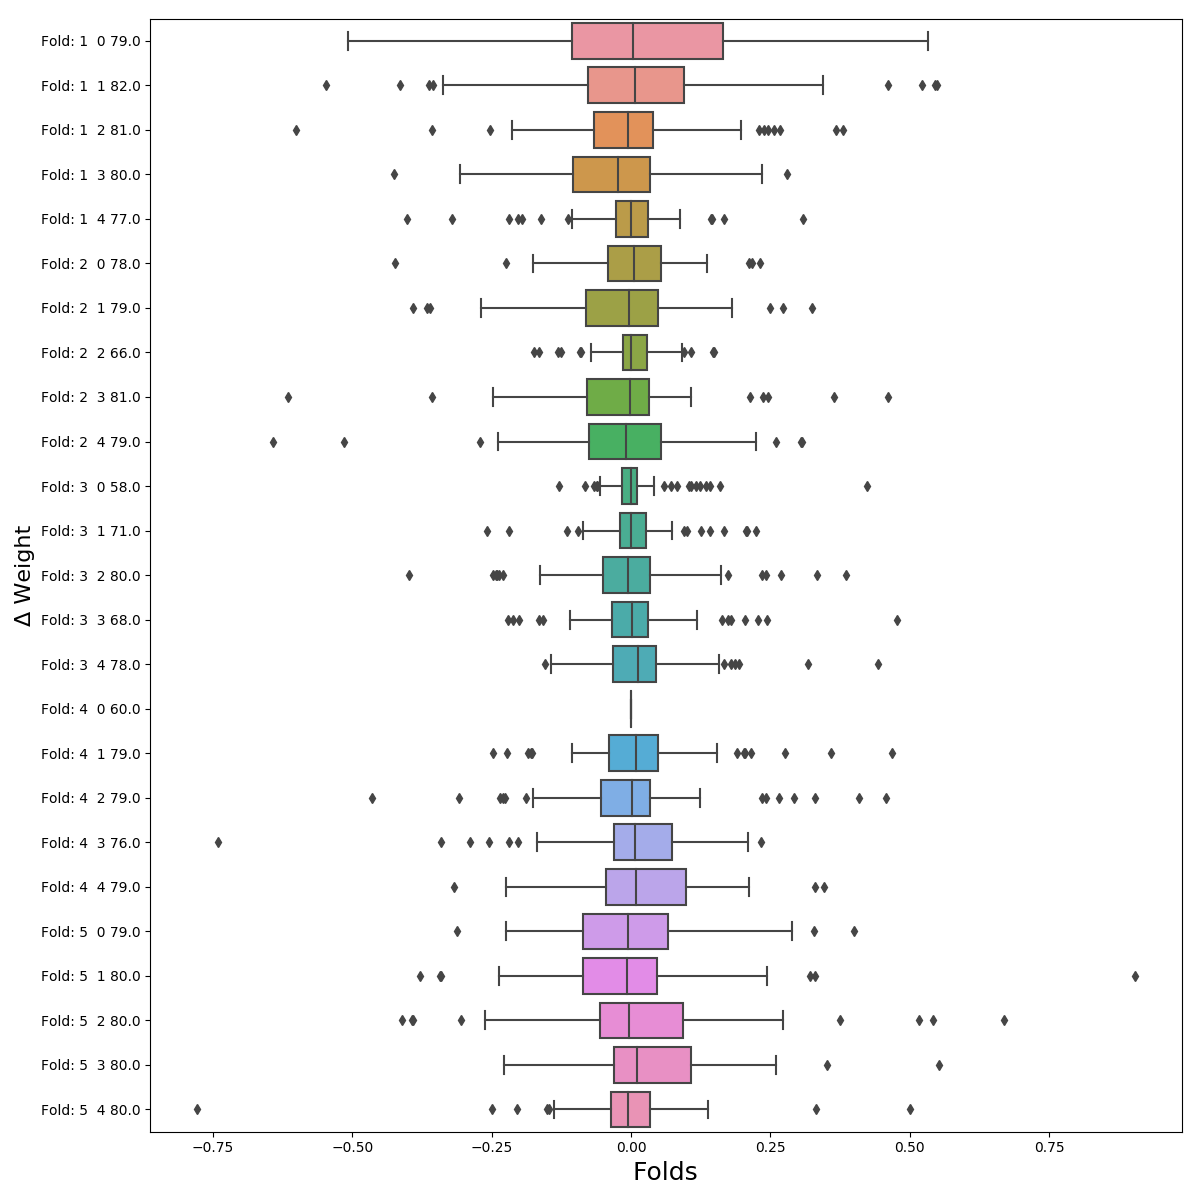 Fold: 1  0 79.0
Fold: 1  1 82.0
Fold: 1  2 81.0
Fold: 1  3 80.0
Fold: 1  4 77.0
Fold: 2  0 78.0
Fold: 2  1 79.0
Fold: 2  2 66.0
Fold: 2  3 81.0
Fold: 2  4 79.0
Fold: 3  0 58.0
Fold: 3  1 71.0
Fold: 3  2 80.0
Fold: 3  3 68.0
Fold: 3  4 78.0
Fold: 4  0 60.0
Fold: 4  1 79.0
Fold: 4  2 79.0
Fold: 4  3 76.0
Fold: 4  4 79.0
Fold: 5  0 79.0
Fold: 5  1 80.0
Fold: 5  2 80.0
Fold: 5  3 80.0
Fold: 5  4 80.0
Δ Weight
−0.75 −0.50 −0.25 0.00 0.25 0.50 0.75
Folds